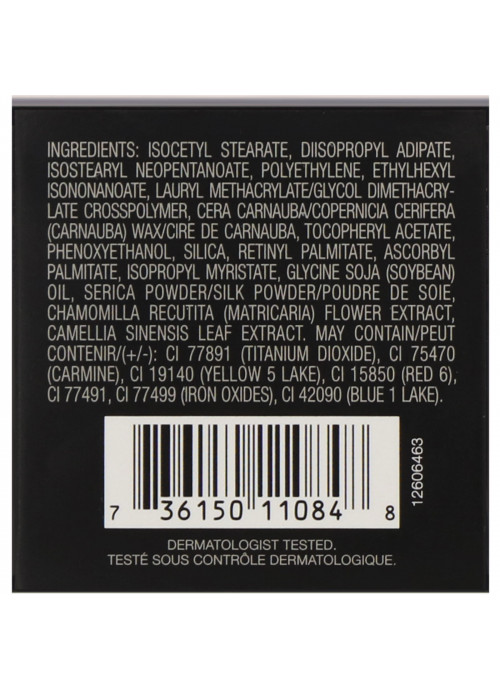 INGREDIENTS: ISOCETYL STEARATE, DIISOPROPYL ADIPATE,
ISOSTEARYL NEOPENTANOATE, POLYETHYLENE, ETHYLHEXYL
ISONONANOATE, LAURYL METHACRYLATE/GLYCOL DIMETHACRY-
LATE CROSSPOLYMER, CERA CARNAUBA/COPERNICIA CERIFERA
(CARNAUBA) WAX/CIRE DE CARNAUBA, TOCOPHERYL ACETATE,
PHENOXYETHANOL, SILICA, RETINYL PALMITATE, ASCORBYL
PALMITATE, ISOPROPYL MYRISTATE, GLYCINE SOJA (SOYBEAN)
OIL, SERICA POWDER/SILK POWDER/POUDRE DE SOIE,
CHAMOMILLA RECUTITA (MATRICARIA) FLOWER EXTRACT,
CAMELLIA SINENSIS LEAF EXTRACT. MAY CONTAIN/PEUT
CONTENIR/(+/-): CI 77891 (TITANIUM DIOXIDE), CI 75470
(CARMINE), CI 19140 (YELLOW 5 LAKE), CI 15850 (RED 6),
CI 77491, CI 77499 (IRON OXIDES), CI 42090 (BLUE 1 LAKE).
7 36150 11084 8
12606463
DERMATOLOGIST TESTED.
TESTÉ SOUS CONTRÔLE DERMATOLOGIQUE.